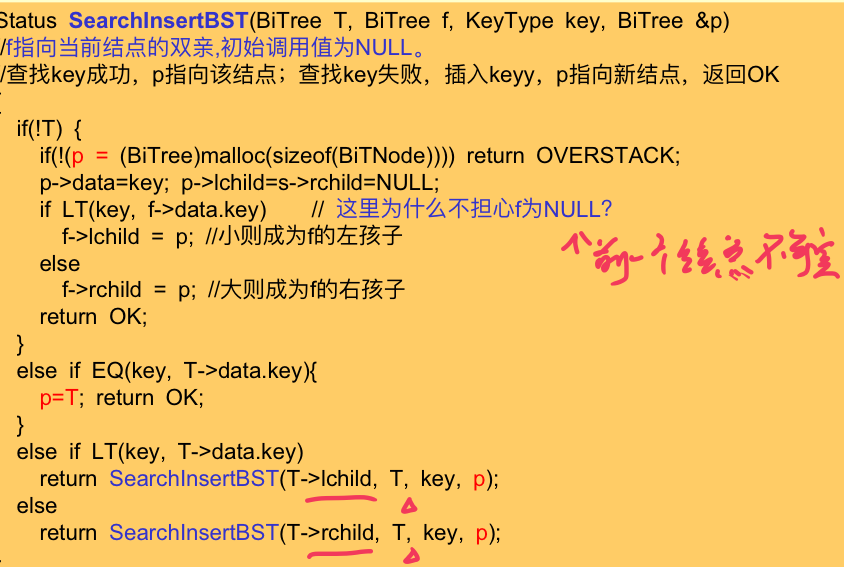 Status SearchInsertBST(BiTree T, BiTree f, KeyType key, BiTree &p)
/f指向当前结点的双亲,初始调用值为NULL。
/查找key成功，p指向该结点；查找key失败，插入keyy，p指向新结点，返回OK
if(!T) {
if(!(p = (BiTree)malloc(sizeof(BiTNode)))) return OVERSTACK;
p->data=key; p->lchild=s->rchild=NULL;
if LT(key, f->data.key) // 这里为什么不担心f为NULL?
f->lchild = p; //小则成为f的左孩子
else
前一个结点不为空
f->rchild = p; //大则成为f的右孩子
return OK;
}
else if EQ(key, T->data.key){
p=T; return OK;
}
else if LT(key, T->data.key)
return SearchInsertBST(T->lchild, T, key, p);
else
return SearchInsertBST(T->rchild, T, key, p);